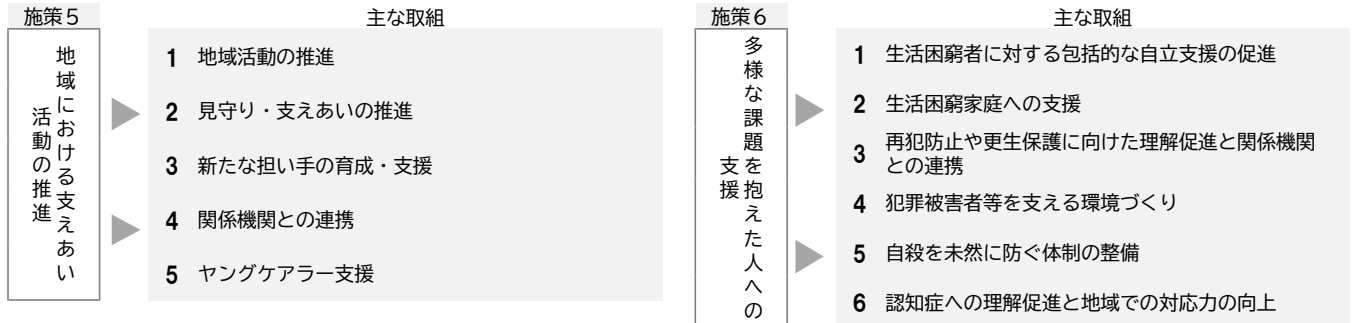 施策5
主な取組
地域における支えあい
活動の推進
1 地域活動の推進
2 見守り・支えあいの推進
3 新たな担い手の育成・支援
4 関係機関との連携
5 ヤングケアラー支援
施策6
主な取組
多様な課題を抱えた人への
支援
1 生活困窮者に対する包括的な自立支援の促進
2 生活困窮家庭への支援
3 再犯防止や更生保護に向けた理解促進と関係機関
との連携
4 犯罪被害者等を支える環境づくり
5 自殺を未然に防ぐ体制の整備
6 認知症への理解促進と地域での対応力の向上